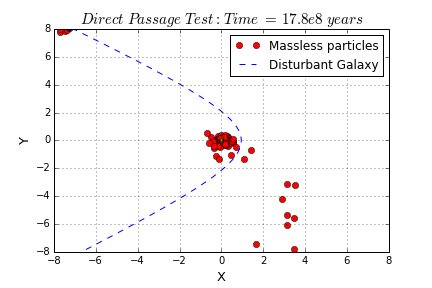 Direct Passage Test: Time = 17.8e8 years
Massless particles
Disturbant Galaxy
Y
8
6
4
2
0
−2
−4
−6
−8
−8 −6 −4 −2 0 2 4 6 8
X